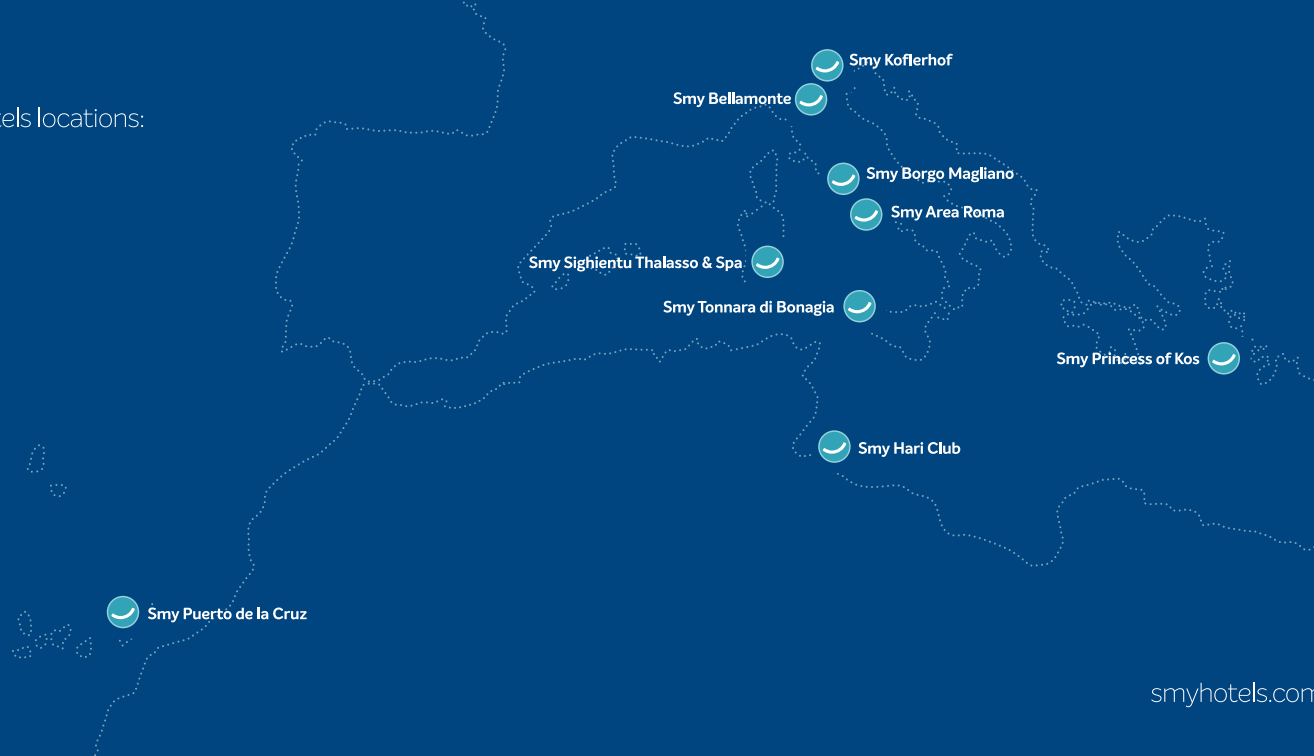 Smy Koflerhof
Smy Bellamonte
els locations:
Smy Borgo Magliano
Smy Area Roma
Smy Sighientu Thalasso & Spa
Smy Tonnara di Bonagia
Smy Princess of Kos
Smy Hari Club
Smy Puerto de la Cruz
smyhotels.com